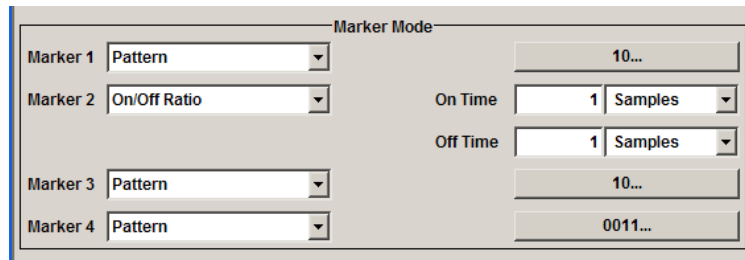 Marker Mode
Marker 1 Pattern 10...
Marker 2 On/Off Ratio On Time 1 Samples
Off Time 1 Samples
Marker 3 Pattern 10...
Marker 4 Pattern 0011...